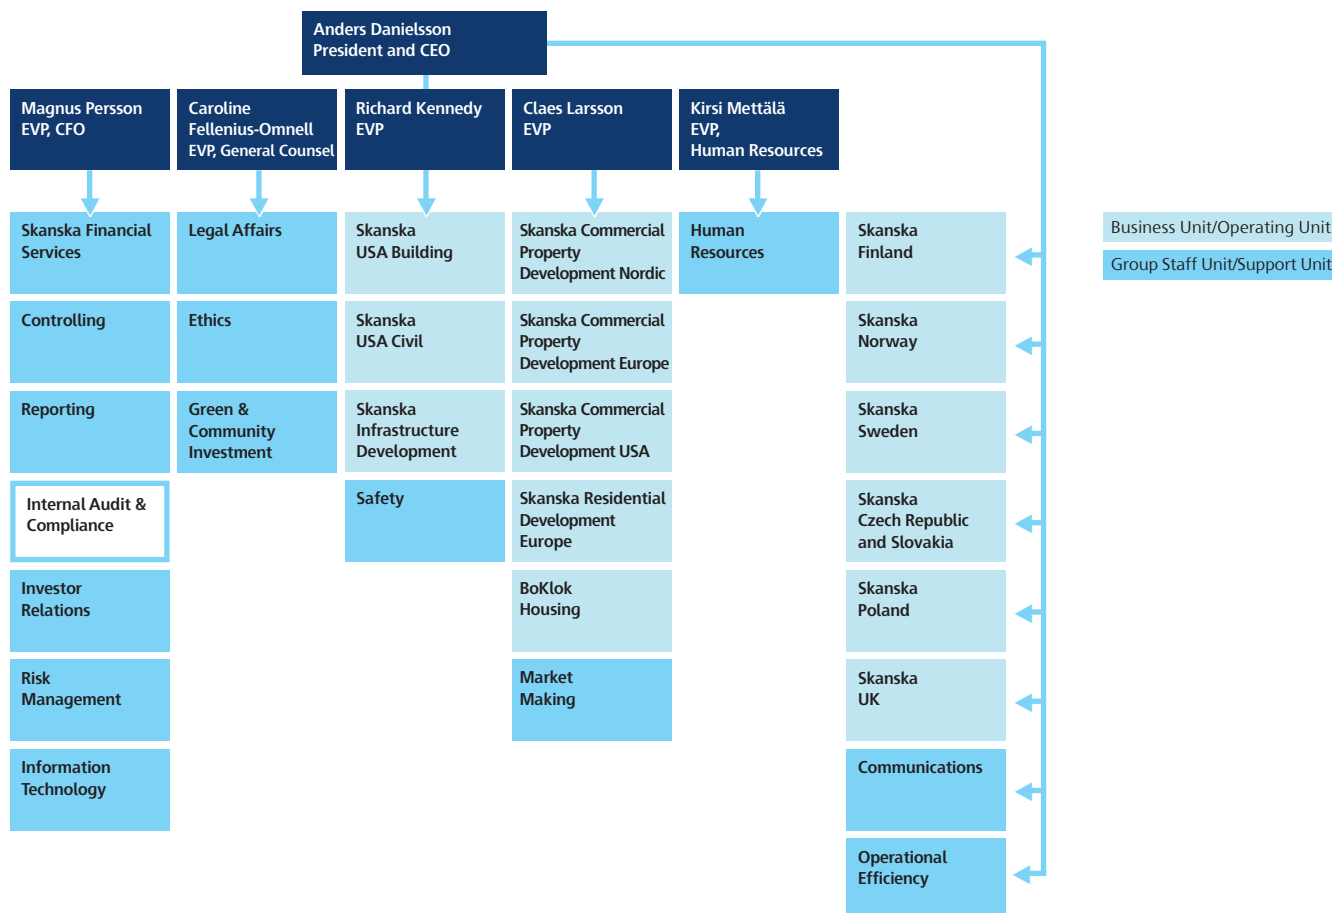 Anders Danielsson
President and CEO
Magnus Persson
EVP, CFO
Caroline
Fellenius-Omnell
EVP, General Counsel
Richard Kennedy
EVP
Claes Larsson
EVP
Kirsi Mettälä
EVP,
Human Resources
Skanska Financial
Services
Controlling
Reporting
Internal Audit &
Compliance
Investor
Relations
Risk
Management
Information
Technology
Legal Affairs
Ethics
Green &
Community
Investment
Skanska
USA Building
Skanska
USA Civil
Skanska
Infrastructure
Development
Safety
Skanska Commercial
Property
Development Nordic
Skanska Commercial
Property
Development Europe
Skanska Commercial
Property
Development USA
Skanska Residential
Development
Europe
BoKlok
Housing
Market
Making
Human
Resources
Skanska
Finland
Skanska
Norway
Skanska
Sweden
Skanska
Czech Republic
and Slovakia
Skanska
Poland
Skanska
UK
Communications
Operational
Efficiency
Business Unit/Operating Unit
Group Staff Unit/Support Unit